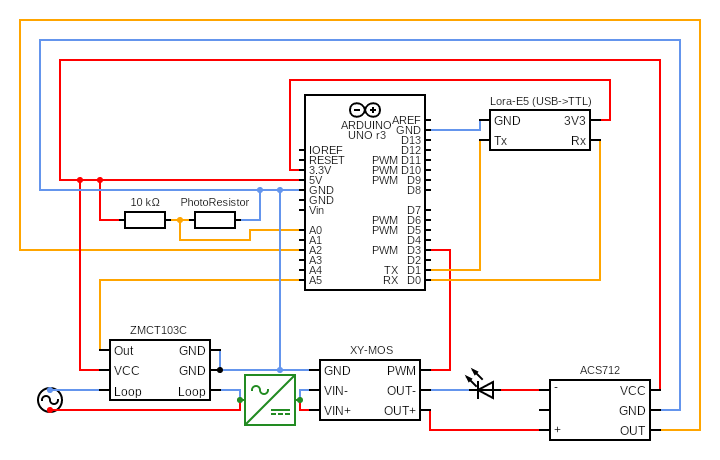 Lora-E5 (USB->TTL)
GND 3V3
Tx Rx
ARDUINO
UNO r3
AREF
GND
D13
IOREF D12
RESET PWM D11
3.3V PWM D10
5V PWM D9
GND D8
GND
Vin D7
PWM D6
A0 PWM D5
A1 D4
A2 PWM D3
A3 D2
A4 TX D1
A5 RX D0
10 kΩ PhotoResistor
ZMCT103C
Out GND
VCC GND
Loop Loop
XY-MOS
GND PWM
VIN- OUT-
VIN+ OUT+
ACS712
- VCC
GND
+ OUT